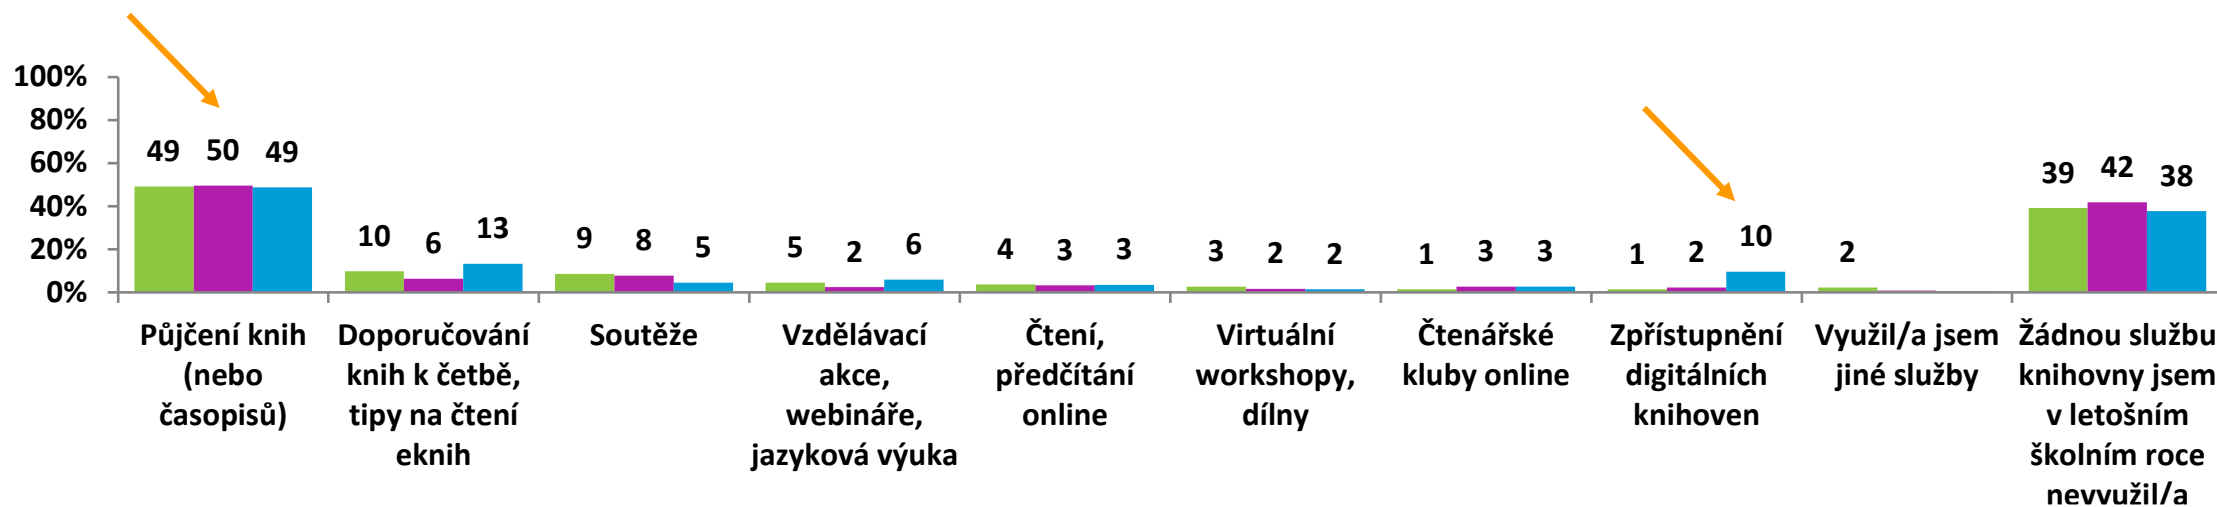 100%
80%
60%
40%
20%
0%
49 50 49
10 6 13
9 8 5
5 2 6
4 3 3
3 2 2
1 3 3
1 2 10
2
39 42 38
Půjčení knih
(nebo
časopisů)
Doporučování
knih k četbě,
tipy na čtení
eknih
Soutěže
Vzdělávací
akce,
webináře,
jazyková výuka
Čtení,
předčítání
online
Virtuální
workshopy,
dílny
Čtenářské
kluby online
Zpřístupnění
digitálních
knihoven
Využil/a jsem
jiné služby
Žádnou službu
knihovny jsem
v letošním
školním roce
nevyužil/a